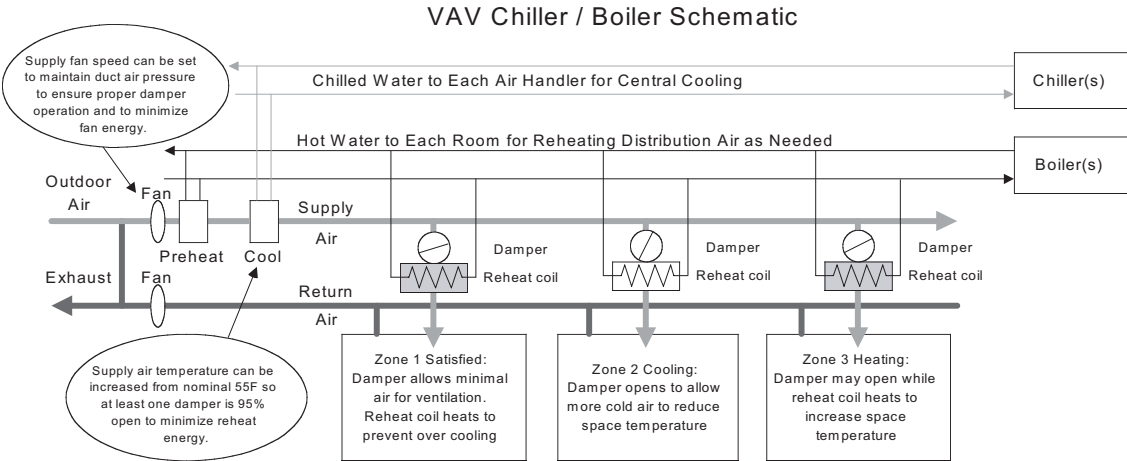 VAV Chiller / Boiler Schematic
Supply fan speed can be set
to maintain duct air pressure
to ensure proper damper
operation and to minimize
fan energy.
Chilled Water to Each Air Handler for Central Cooling
Chiller(s)
Hot Water to Each Room for Reheating Distribution Air as Needed
Boiler(s)
Outdoor
Air
Fan
Supply
Air
Preheat
Cool
Damper
Reheat coil
Damper
Reheat coil
Damper
Reheat coil
Exhaust
Fan
Return
Air
Supply air temperature can be
increased from nominal 55F so
at least one damper is 95%
open to minimize reheat
energy.
Zone 1 Satisfied:
Damper allows minimal
air for ventilation.
Reheat coil heats to
prevent over cooling
Zone 2 Cooling:
Damper opens to allow
more cold air to reduce
space temperature
Zone 3 Heating:
Damper may open while
reheat coil heats to
increase space
temperature